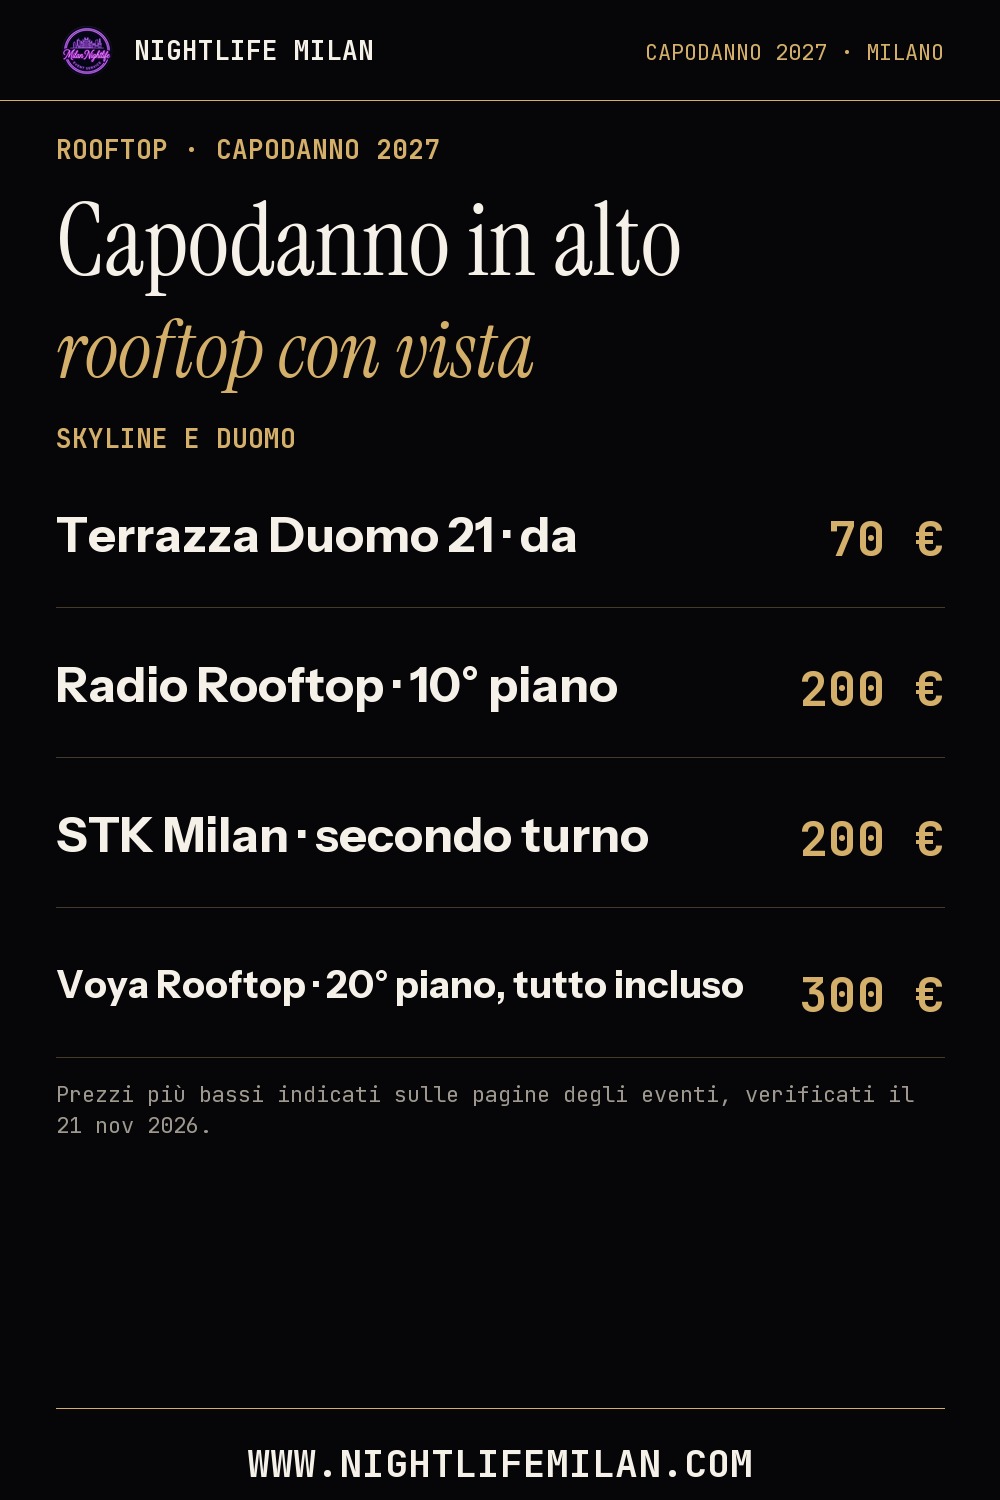 Milan Nightlife
NIGHTLIFE MILAN
CAPODANNO 2027 · MILANO
ROOFTOP · CAPODANNO 2027
Capodanno in alto
rooftop con vista
SKYLINE E DUOMO
Terrazza Duomo 21 · da 70 €
Radio Rooftop · 10° piano 200 €
STK Milan · secondo turno 200 €
Voya Rooftop · 20° piano, tutto incluso 300 €
Prezzi più bassi indicati sulle pagine degli eventi, verificati il
21 nov 2026.
WWW.NIGHTLIFEMILAN.COM